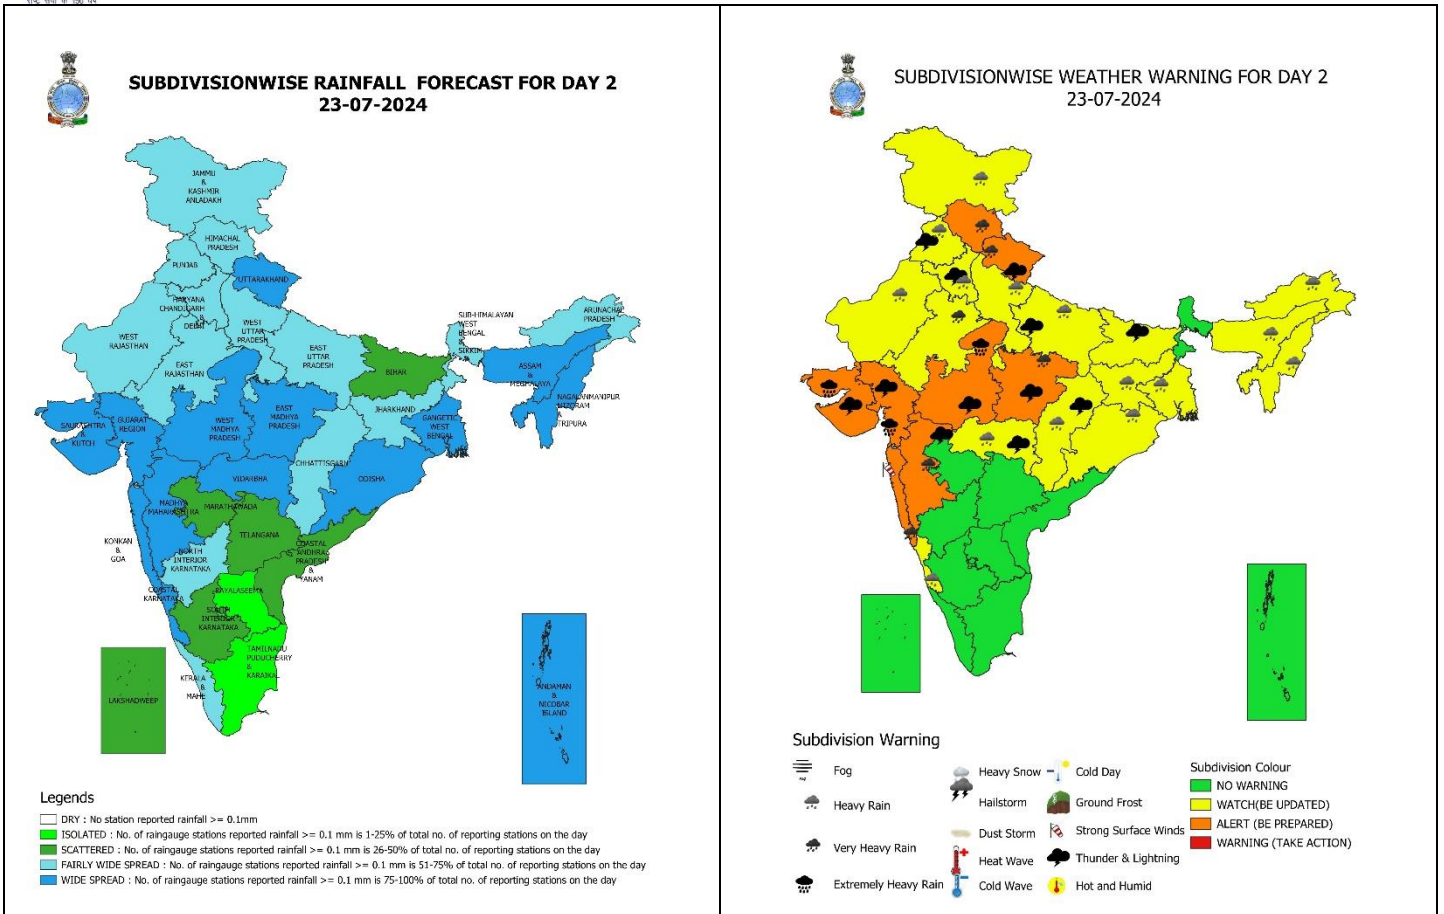 राष्ट्र सेवा के 150 वर्ष
SUBDIVISIONWISE RAINFALL FORECAST FOR DAY 2
23-07-2024
JAMMU
&
KASHMIR
ANLADAKH
HIMACHAL
PRADESH
PUNJAB
UTTARAKHAND
HARYANA
CHANDIGARH
&
DELHI
WEST
RAJASTHAN
WEST
UTTAR
PRADESH
EAST
RAJASTHAN
EAST
UTTAR
PRADESH
BIHAR
SUB-HIMALAYAN
WEST
BENGAL
&
SIKKIM
ARUNACHAL
PRADESH
ASSAM
&
MEGHALAYA
NAGALANMANIPUR
MIZORAM
&
TRIPURA
SAURASHTRA
&
KUTCH
GUJARAT
REGION
WEST
MADHYA
PRADESH
EAST
MADHYA
PRADESH
JHARKHAND
GANGETIC
WEST
BENGAL
CHHATTISGARH
ODISHA
VIDARBHA
MADHYA
MAHARASHTRA
MARATHAWADA
TELANGANA
KONKAN
&
GOA
NORTH
INTERIOR
KARNATAKA
COASTAL
ANDHRA
PRADESH
&
YANAM
COASTAL
KARNATAKA
RAYALASEEMA
SOUTH
INTERIOR
KARNATAKA
TAMILNADU
PUDUCHERRY
&
KARAIKAL
KERALA
&
MAHE
LAKSHADWEEP
ANDAMAN
&
NICOBAR
ISLAND
Legends
DRY : No station reported rainfall >= 0.1mm
ISOLATED : No. of raingauge stations reported rainfall >= 0.1 mm is 1-25% of total no. of reporting stations on the day
SCATTERED : No. of raingauge stations reported rainfall >= 0.1 mm is 26-50% of total no. of reporting stations on the day
FAIRLY WIDE SPREAD : No. of raingauge stations reported rainfall >= 0.1 mm is 51-75% of total no. of reporting stations on the day
WIDE SPREAD : No. of raingauge stations reported rainfall >= 0.1 mm is 75-100% of total no. of reporting stations on the day
SUBDIVISIONWISE WEATHER WARNING FOR DAY 2
23-07-2024
Subdivision Warning
Fog
Heavy Rain
Very Heavy Rain
Extremely Heavy Rain
Heavy Snow
Hailstorm
Dust Storm
Heat Wave
Cold Wave
Cold Day
Ground Frost
Strong Surface Winds
Thunder & Lightning
Hot and Humid
Subdivision Colour
NO WARNING
WATCH(BE UPDATED)
ALERT (BE PREPARED)
WARNING (TAKE ACTION)